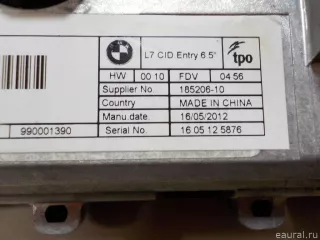 BMW
L7 CID Entry 6.5"
tpo
HW 00 10 FDV 04 56
Supplier No. 185206-10
Country MADE IN CHINA
Manu.date 16/05/2012
990001390 Serial No. 16 05 12 5876
eaural.ru